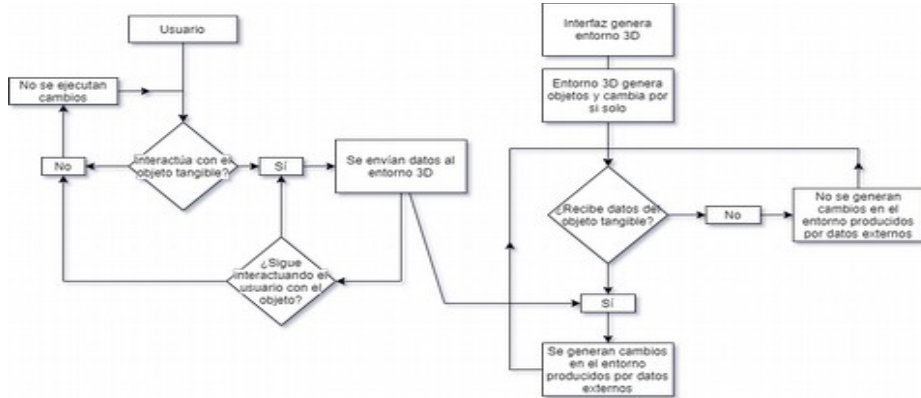 Usuario
No se ejecutan
cambios
Interactúa con el
objeto tangible?
No
Sí
Se envían datos al
entorno 3D
¿Sigue
interactuando el
usuario con el
objeto?
Interfaz genera
entorno 3D
Entorno 3D genera
objetos y cambia por
si solo
¿Recibe datos del
objeto tangible?
No
No se generan
cambios en el
entorno producidos
por datos externos
Sí
Se generan cambios
en el entorno
producidos por datos
externos